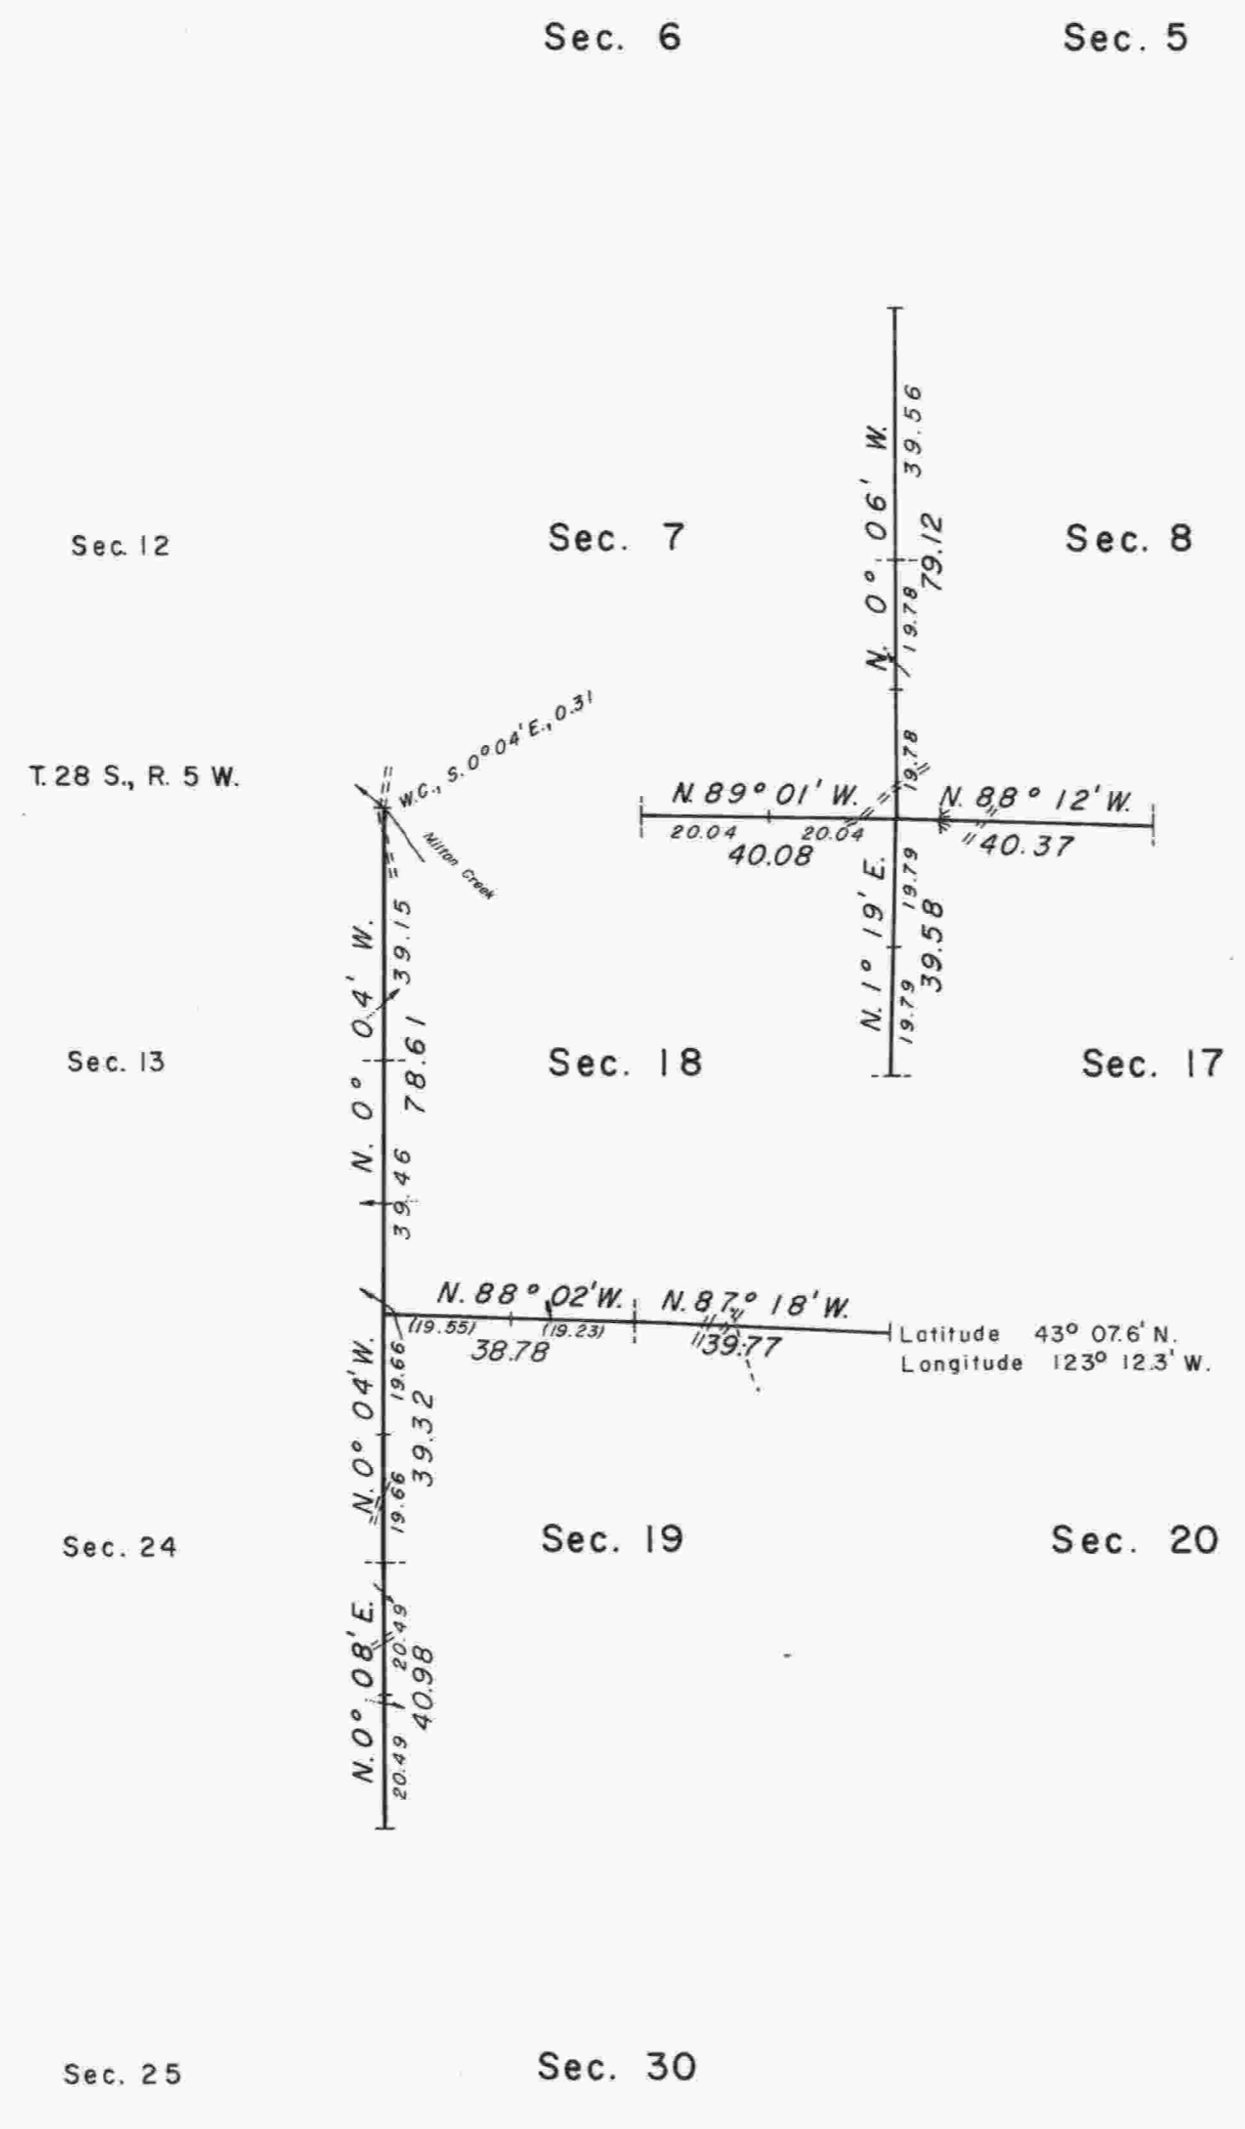 Sec. 6
Sec. 5
N. 0° 06' W.
39.56
79.12
19.78
19.78
Sec. 12
Sec. 7
Sec. 8
T. 28 S., R. 5 W.
W.C., S. 0° 04' E., 0.31
Milton Creek
N. 89° 01' W.
20.04
20.04
40.08
N. 88° 12' W.
40.37
N. 1° 19' E.
19.79
39.58
19.79
N. 0° 04' W.
39.15
78.61
39.46
Sec. 13
Sec. 18
Sec. 17
N. 88° 02' W.
(19.55)
(19.23)
38.78
N. 87° 18' W.
39.77
Latitude 43° 07.6' N.
Longitude 123° 12.3' W.
N. 0° 04' W.
19.66
39.32
19.66
Sec. 24
Sec. 19
Sec. 20
N. 0° 08' E.
20.49
40.98
20.49
Sec. 25
Sec. 30